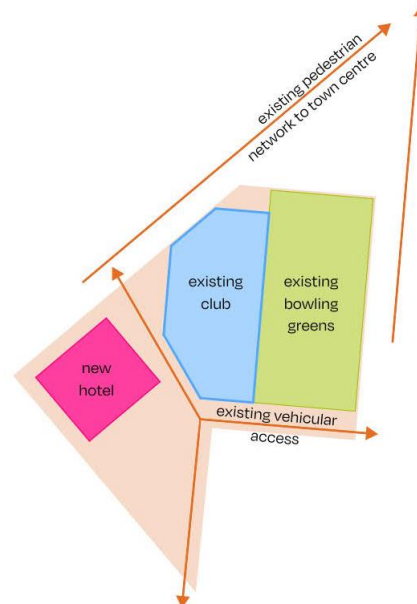 existing pedestrian
network to town centre
existing
club
existing
bowling
greens
new
hotel
existing vehicular
access